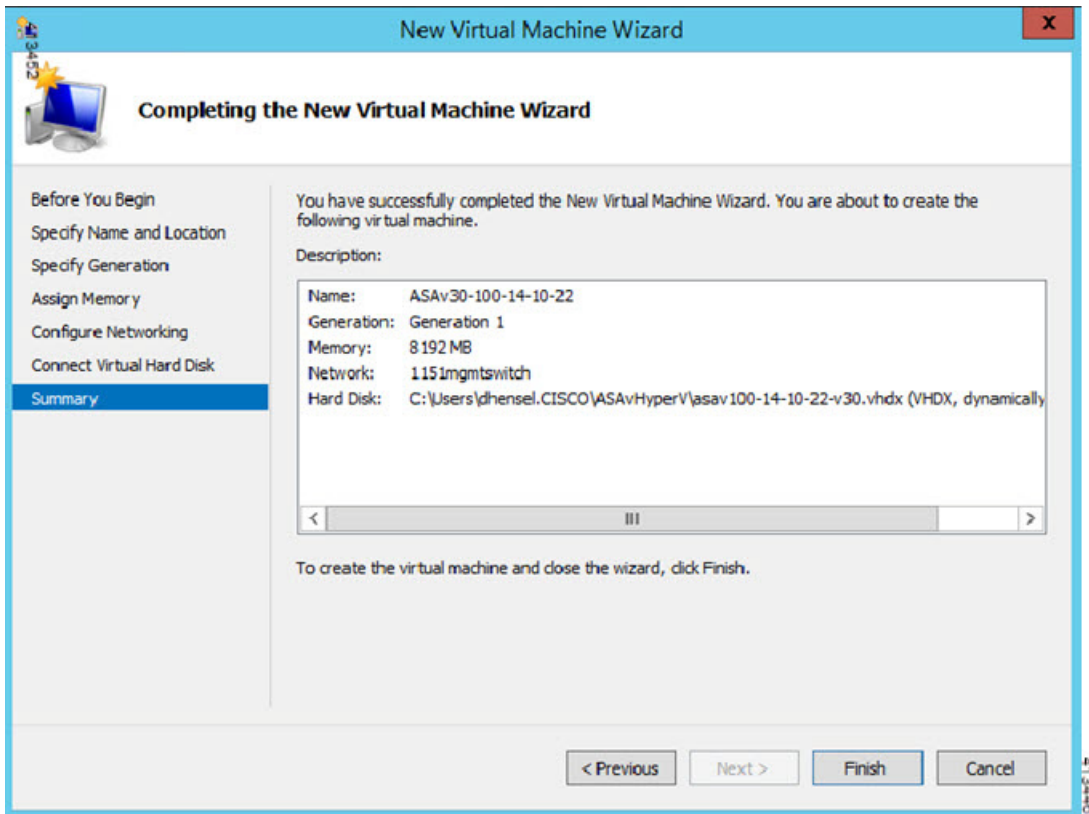 New Virtual Machine Wizard
X
3452
Completing the New Virtual Machine Wizard
Before You Begin
Specify Name and Location
Specify Generation
Assign Memory
Configure Networking
Connect Virtual Hard Disk
Summary
You have successfully completed the New Virtual Machine Wizard. You are about to create the
following virtual machine.
Description:
Name: ASAv30-100-14-10-22
Generation: Generation 1
Memory: 8192 MB
Network: 1151mgmtswitch
Hard Disk: C:\Users\dhensel.CISCO\ASAvHyperV\asav100-14-10-22-v30.vhdx (VHDX, dynamically
To create the virtual machine and close the wizard, click Finish.
< Previous
Next >
Finish
Cancel